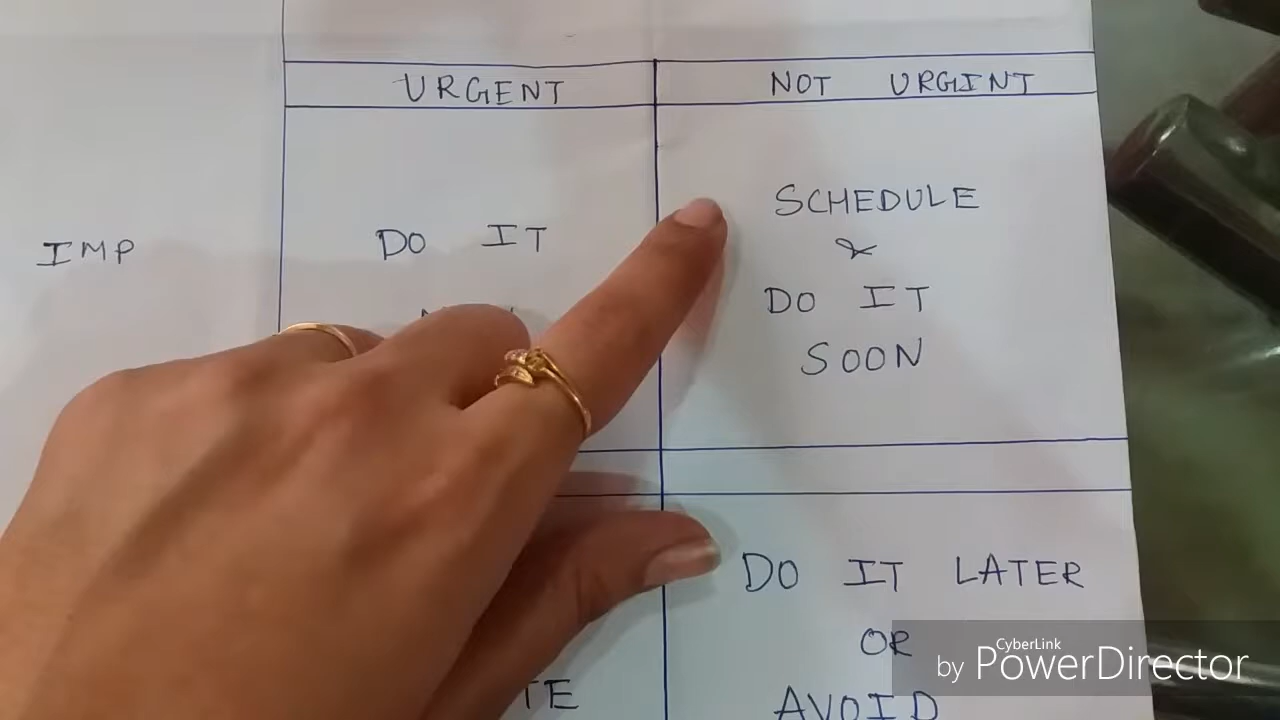 URGENT
NOT URGINT
IMP
DO IT
SCHEDULE
&
DO IT
SOON
DO IT LATER
OR
AVOID
CyberLink
by PowerDirector